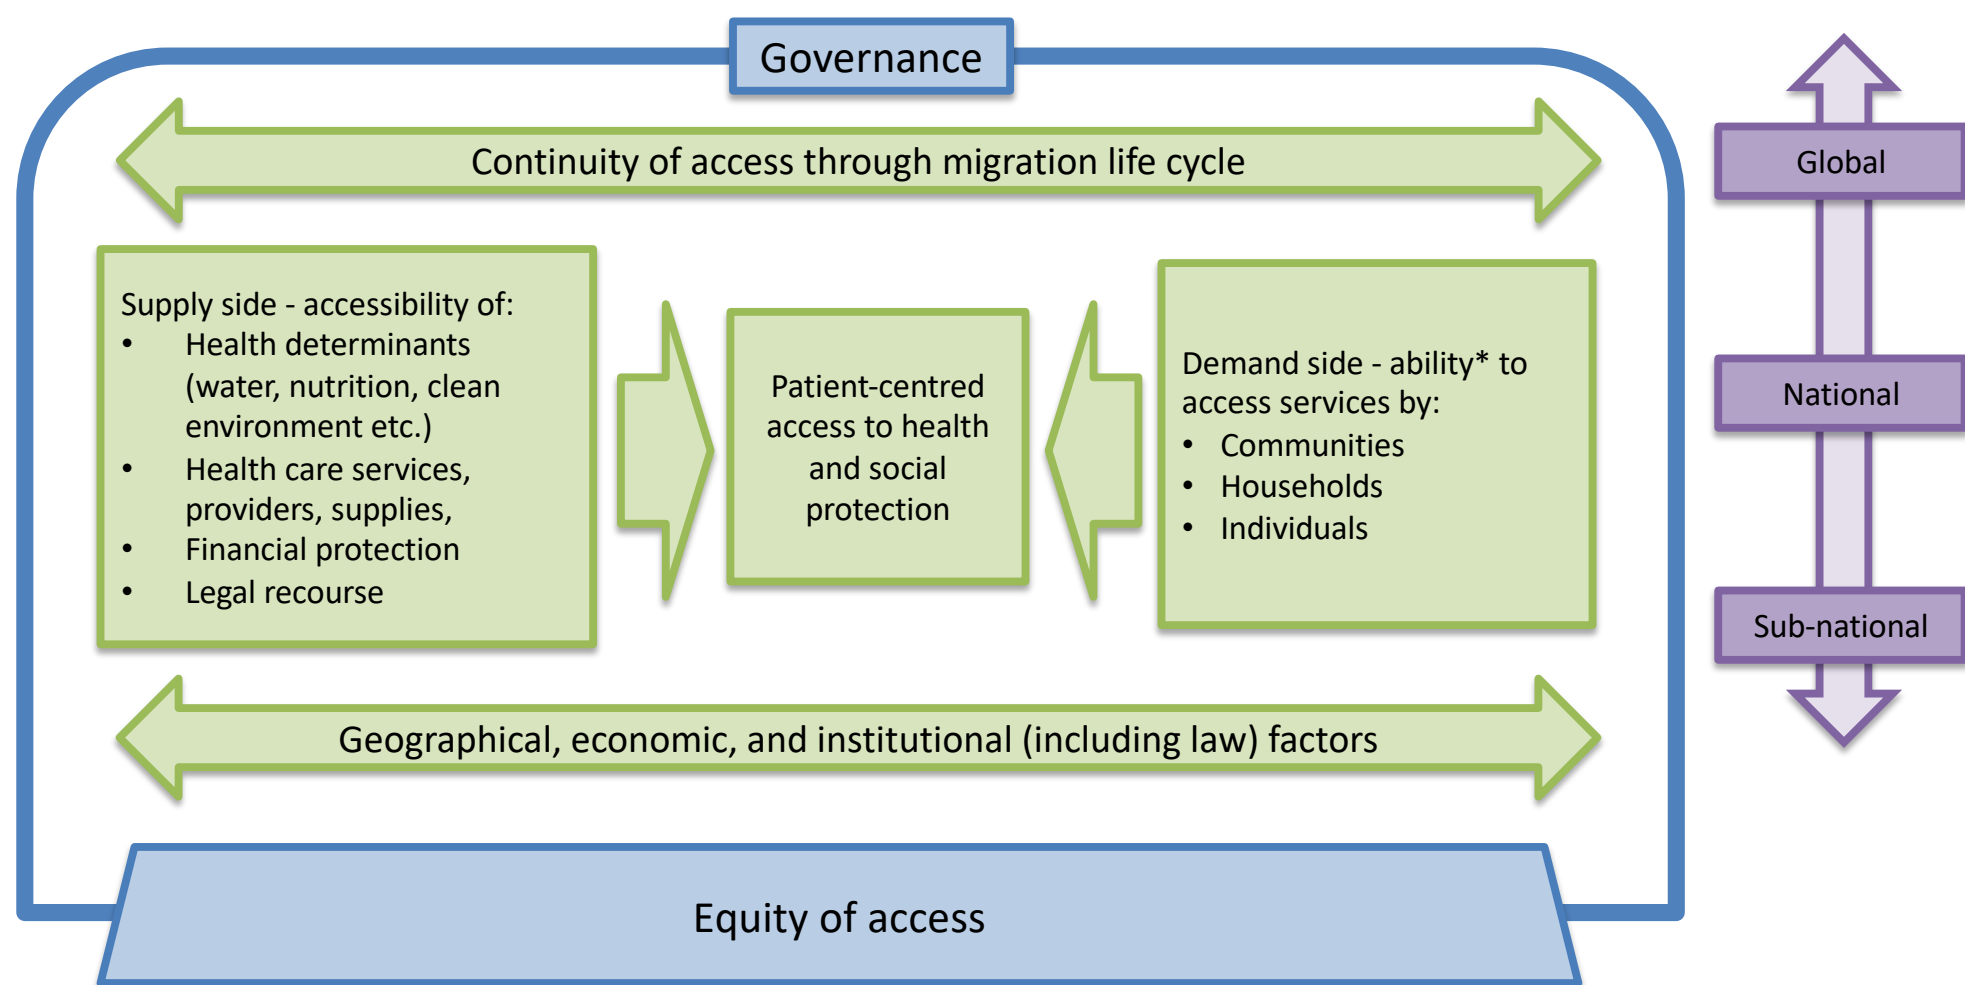 Governance
Continuity of access through migration life cycle
Supply side - accessibility of:
• Health determinants
(water, nutrition, clean
environment etc.)
• Health care services,
providers, supplies,
• Financial protection
• Legal recourse
Patient-centred
access to health
and social
protection
Demand side - ability* to
access services by:
• Communities
• Households
• Individuals
Geographical, economic, and institutional (including law) factors
Equity of access
Global
National
Sub-national